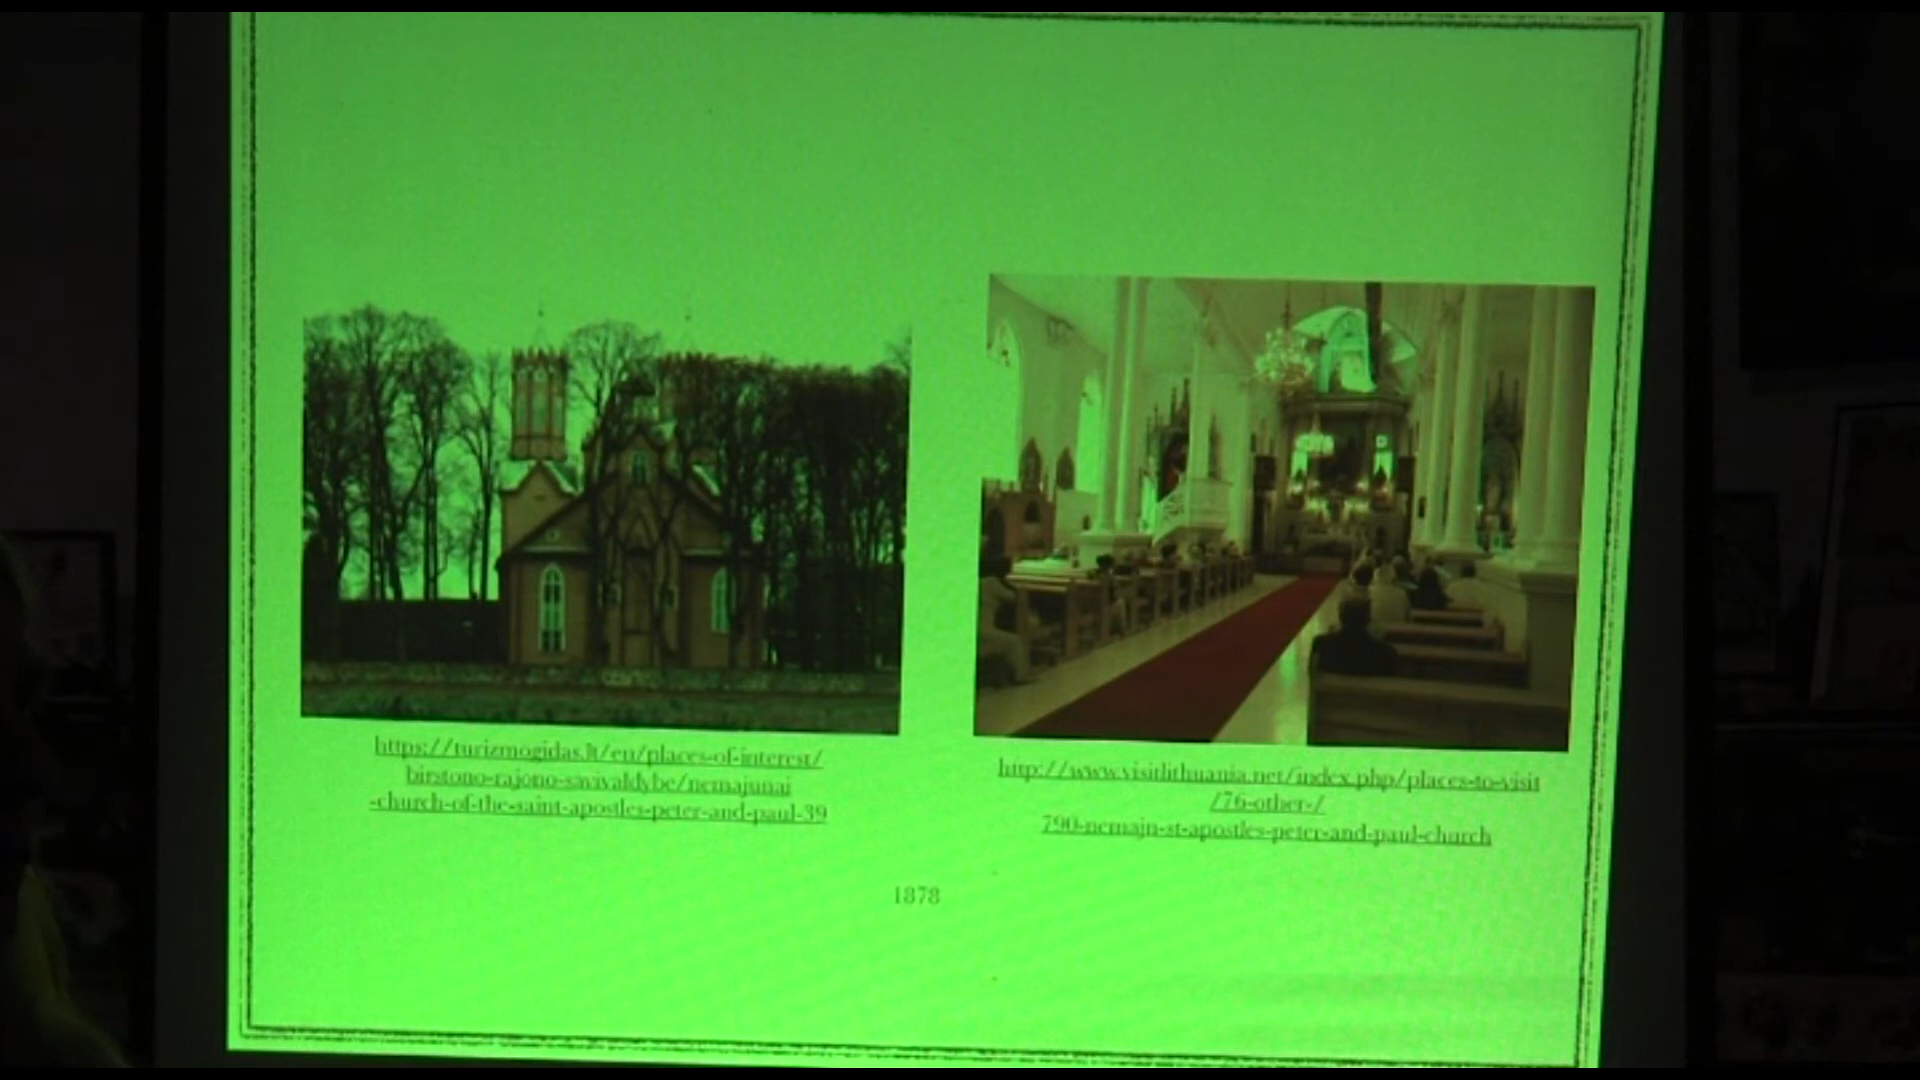 https://turizmogidas.lt/en/places-of-interest/
birstono-rajono-savivaldybe/nemajunai
-church-of-the-saint-apostles-peter-and-paul-39
http://www.visitlithuania.net/index.php/places-to-visit
/76-other-/
790-nemajn-st-apostles-peter-and-paul-church
1878